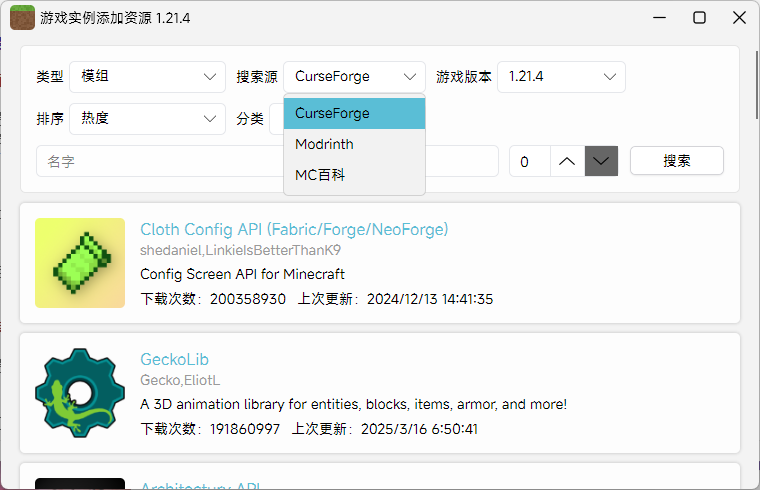 游戏实例添加资源 1.21.4
类型 模组 搜索源 CurseForge 游戏版本 1.21.4
排序 热度 分类
CurseForge
Modrinth
MC百科
名字 0 搜索
Cloth Config API (Fabric/Forge/NeoForge)
shedaniel,LinkieIsBetterThanK9
Config Screen API for Minecraft
下载次数：200358930 上次更新：2024/12/13 14:41:35
GeckoLib
Gecko,EliotL
A 3D animation library for entities, blocks, items, armor, and more!
下载次数：191860997 上次更新：2025/3/16 6:50:41
Architectury API